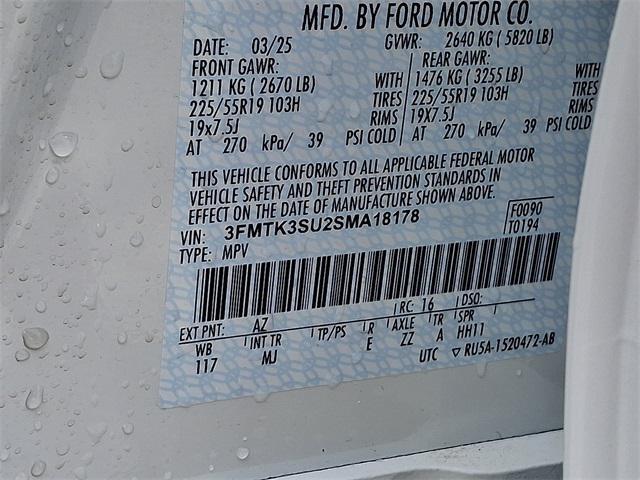 MFD. BY FORD MOTOR CO.
DATE: 03/25 GVWR: 2640 KG ( 5820 LB)
FRONT GAWR: REAR GAWR:
1211 KG ( 2670 LB) WITH 1476 KG ( 3255 LB) WITH
225/55R19 103H TIRES 225/55R19 103H TIRES
19x7.5J RIMS 19x7.5J RIMS
AT 270 kPa/ 39 PSI COLD AT 270 kPa/ 39 PSI COLD
THIS VEHICLE CONFORMS TO ALL APPLICABLE FEDERAL MOTOR
VEHICLE SAFETY AND THEFT PREVENTION STANDARDS IN
EFFECT ON THE DATE OF MANUFACTURE SHOWN ABOVE.
VIN: 3FMTK3SU2SMA18178 F0090
TYPE: MPV T0194
EXT PNT: AZ RC: 16 DSO:
WB INT TR TP/PS R AXLE TR SPR
117 MJ E ZZ A HH11
UTC ▽ RU5A-1520472-AB